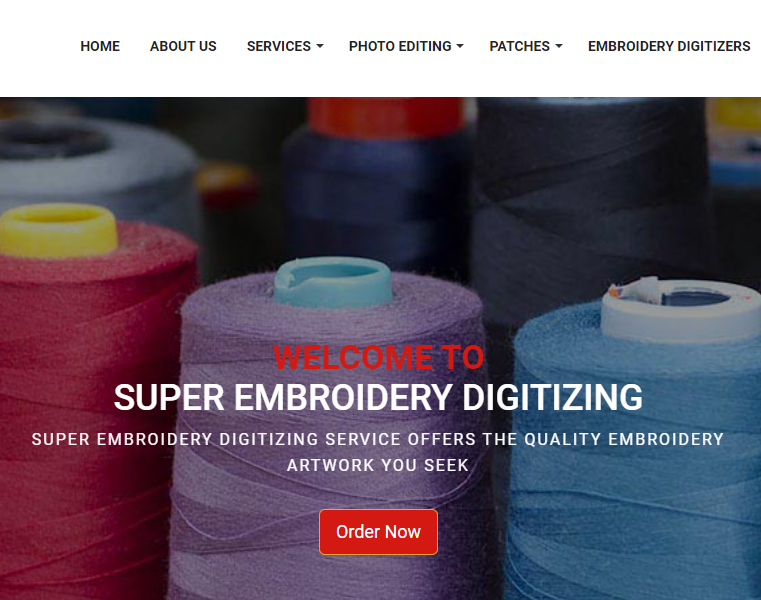 HOME ABOUT US SERVICES PHOTO EDITING PATCHES EMBROIDERY DIGITIZERS
WELCOME TO
SUPER EMBROIDERY DIGITIZING
SUPER EMBROIDERY DIGITIZING SERVICE OFFERS THE QUALITY EMBROIDERY
ARTWORK YOU SEEK
Order Now